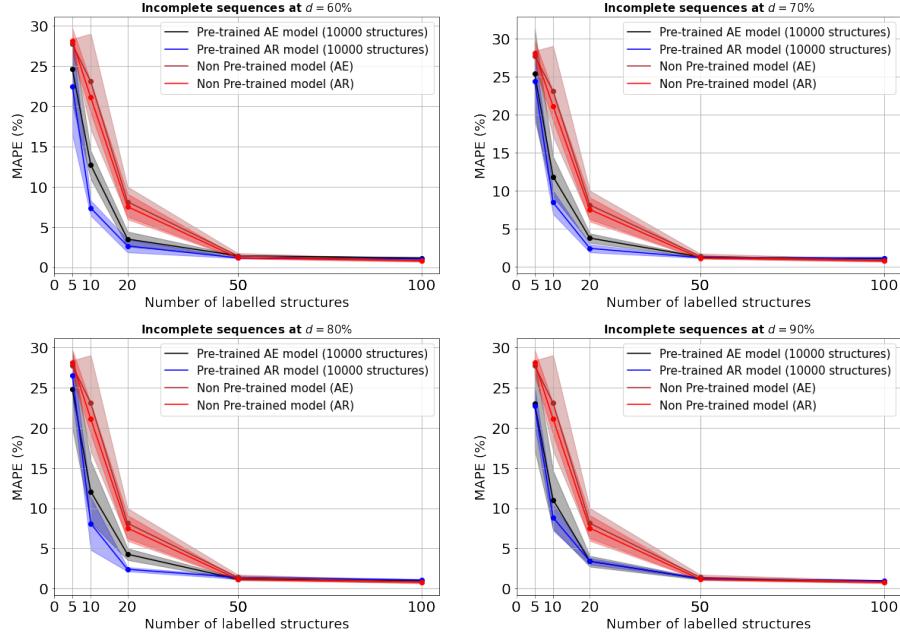 Incomplete sequences at d = 60%
MAPE (%)
30
25
20
15
10
5
0
Pre-trained AE model (10000 structures)
Pre-trained AR model (10000 structures)
Non Pre-trained model (AE)
Non Pre-trained model (AR)
0 5 10 20 50 100
Number of labelled structures
Incomplete sequences at d = 70%
MAPE (%)
30
25
20
15
10
5
0
Pre-trained AE model (10000 structures)
Pre-trained AR model (10000 structures)
Non Pre-trained model (AE)
Non Pre-trained model (AR)
0 5 10 20 50 100
Number of labelled structures
Incomplete sequences at d = 80%
MAPE (%)
30
25
20
15
10
5
0
Pre-trained AE model (10000 structures)
Pre-trained AR model (10000 structures)
Non Pre-trained model (AE)
Non Pre-trained model (AR)
0 5 10 20 50 100
Number of labelled structures
Incomplete sequences at d = 90%
MAPE (%)
30
25
20
15
10
5
0
Pre-trained AE model (10000 structures)
Pre-trained AR model (10000 structures)
Non Pre-trained model (AE)
Non Pre-trained model (AR)
0 5 10 20 50 100
Number of labelled structures